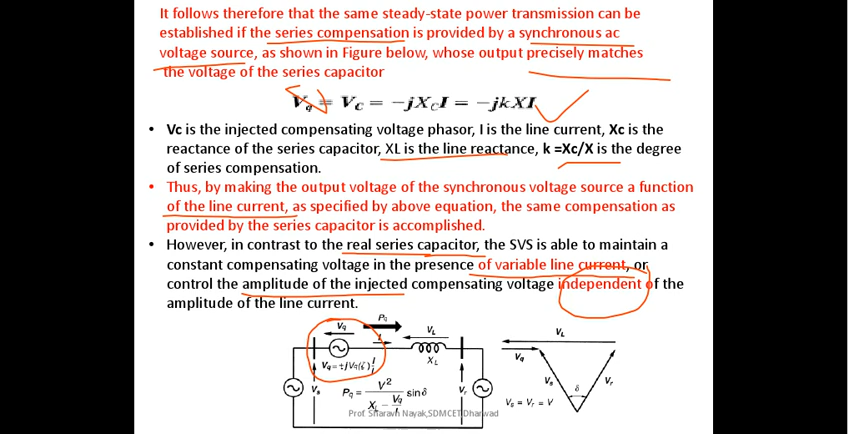 It follows therefore that the same steady-state power transmission can be
established if the series compensation is provided by a synchronous ac
voltage source, as shown in Figure below, whose output precisely matches
the voltage of the series capacitor
Vq = VC = -jXCI = -jkXI
• Vc is the injected compensating voltage phasor, I is the line current, Xc is the
reactance of the series capacitor, XL is the line reactance, k =Xc/X is the degree
of series compensation.
• Thus, by making the output voltage of the synchronous voltage source a function
of the line current, as specified by above equation, the same compensation as
provided by the series capacitor is accomplished.
• However, in contrast to the real series capacitor, the SVS is able to maintain a
constant compensating voltage in the presence of variable line current, or
control the amplitude of the injected compensating voltage independent of the
amplitude of the line current.
Pq
Vq
VL
I
XL
Vs
Vr
VL
Vq
Vs
Vr
δ
Pq = V² / (XL - Vq/I) sinδ
Vs = Vr = V
Prof. Sharavn Nayak,SDMCET Dharwad